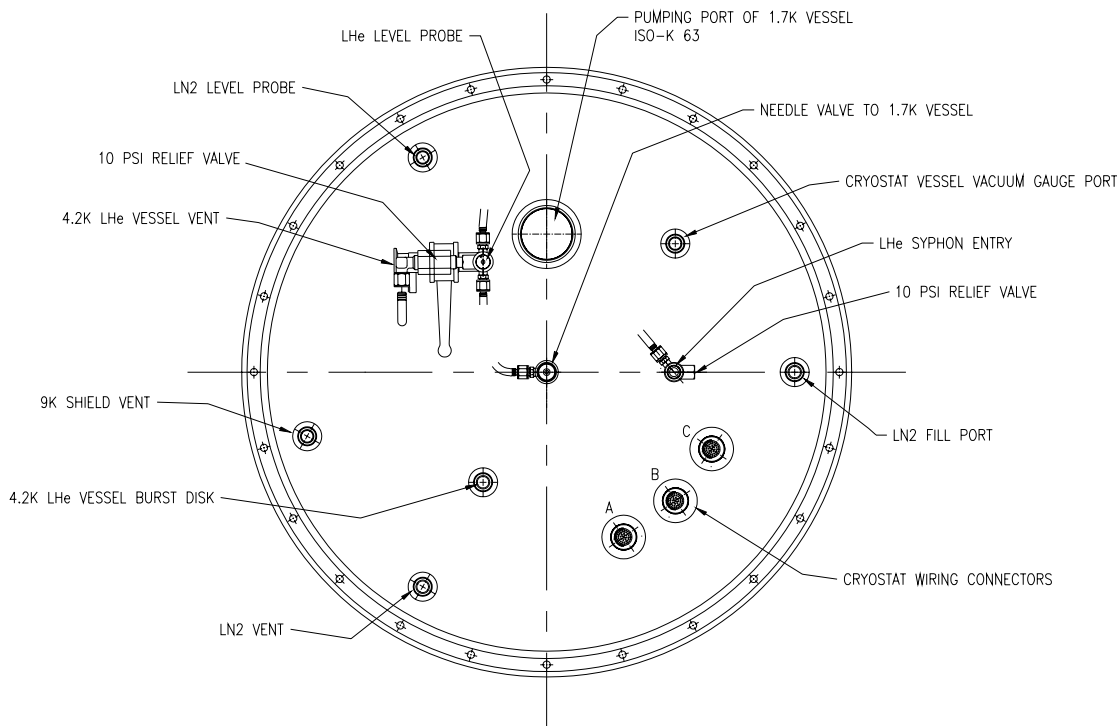 PUMPING PORT OF 1.7K VESSEL
ISO-K 63
LHe LEVEL PROBE
LN2 LEVEL PROBE
NEEDLE VALVE TO 1.7K VESSEL
10 PSI RELIEF VALVE
CRYOSTAT VESSEL VACUUM GAUGE PORT
4.2K LHe VESSEL VENT
LHe SYPHON ENTRY
10 PSI RELIEF VALVE
9K SHIELD VENT
LN2 FILL PORT
C
B
4.2K LHe VESSEL BURST DISK
A
CRYOSTAT WIRING CONNECTORS
LN2 VENT